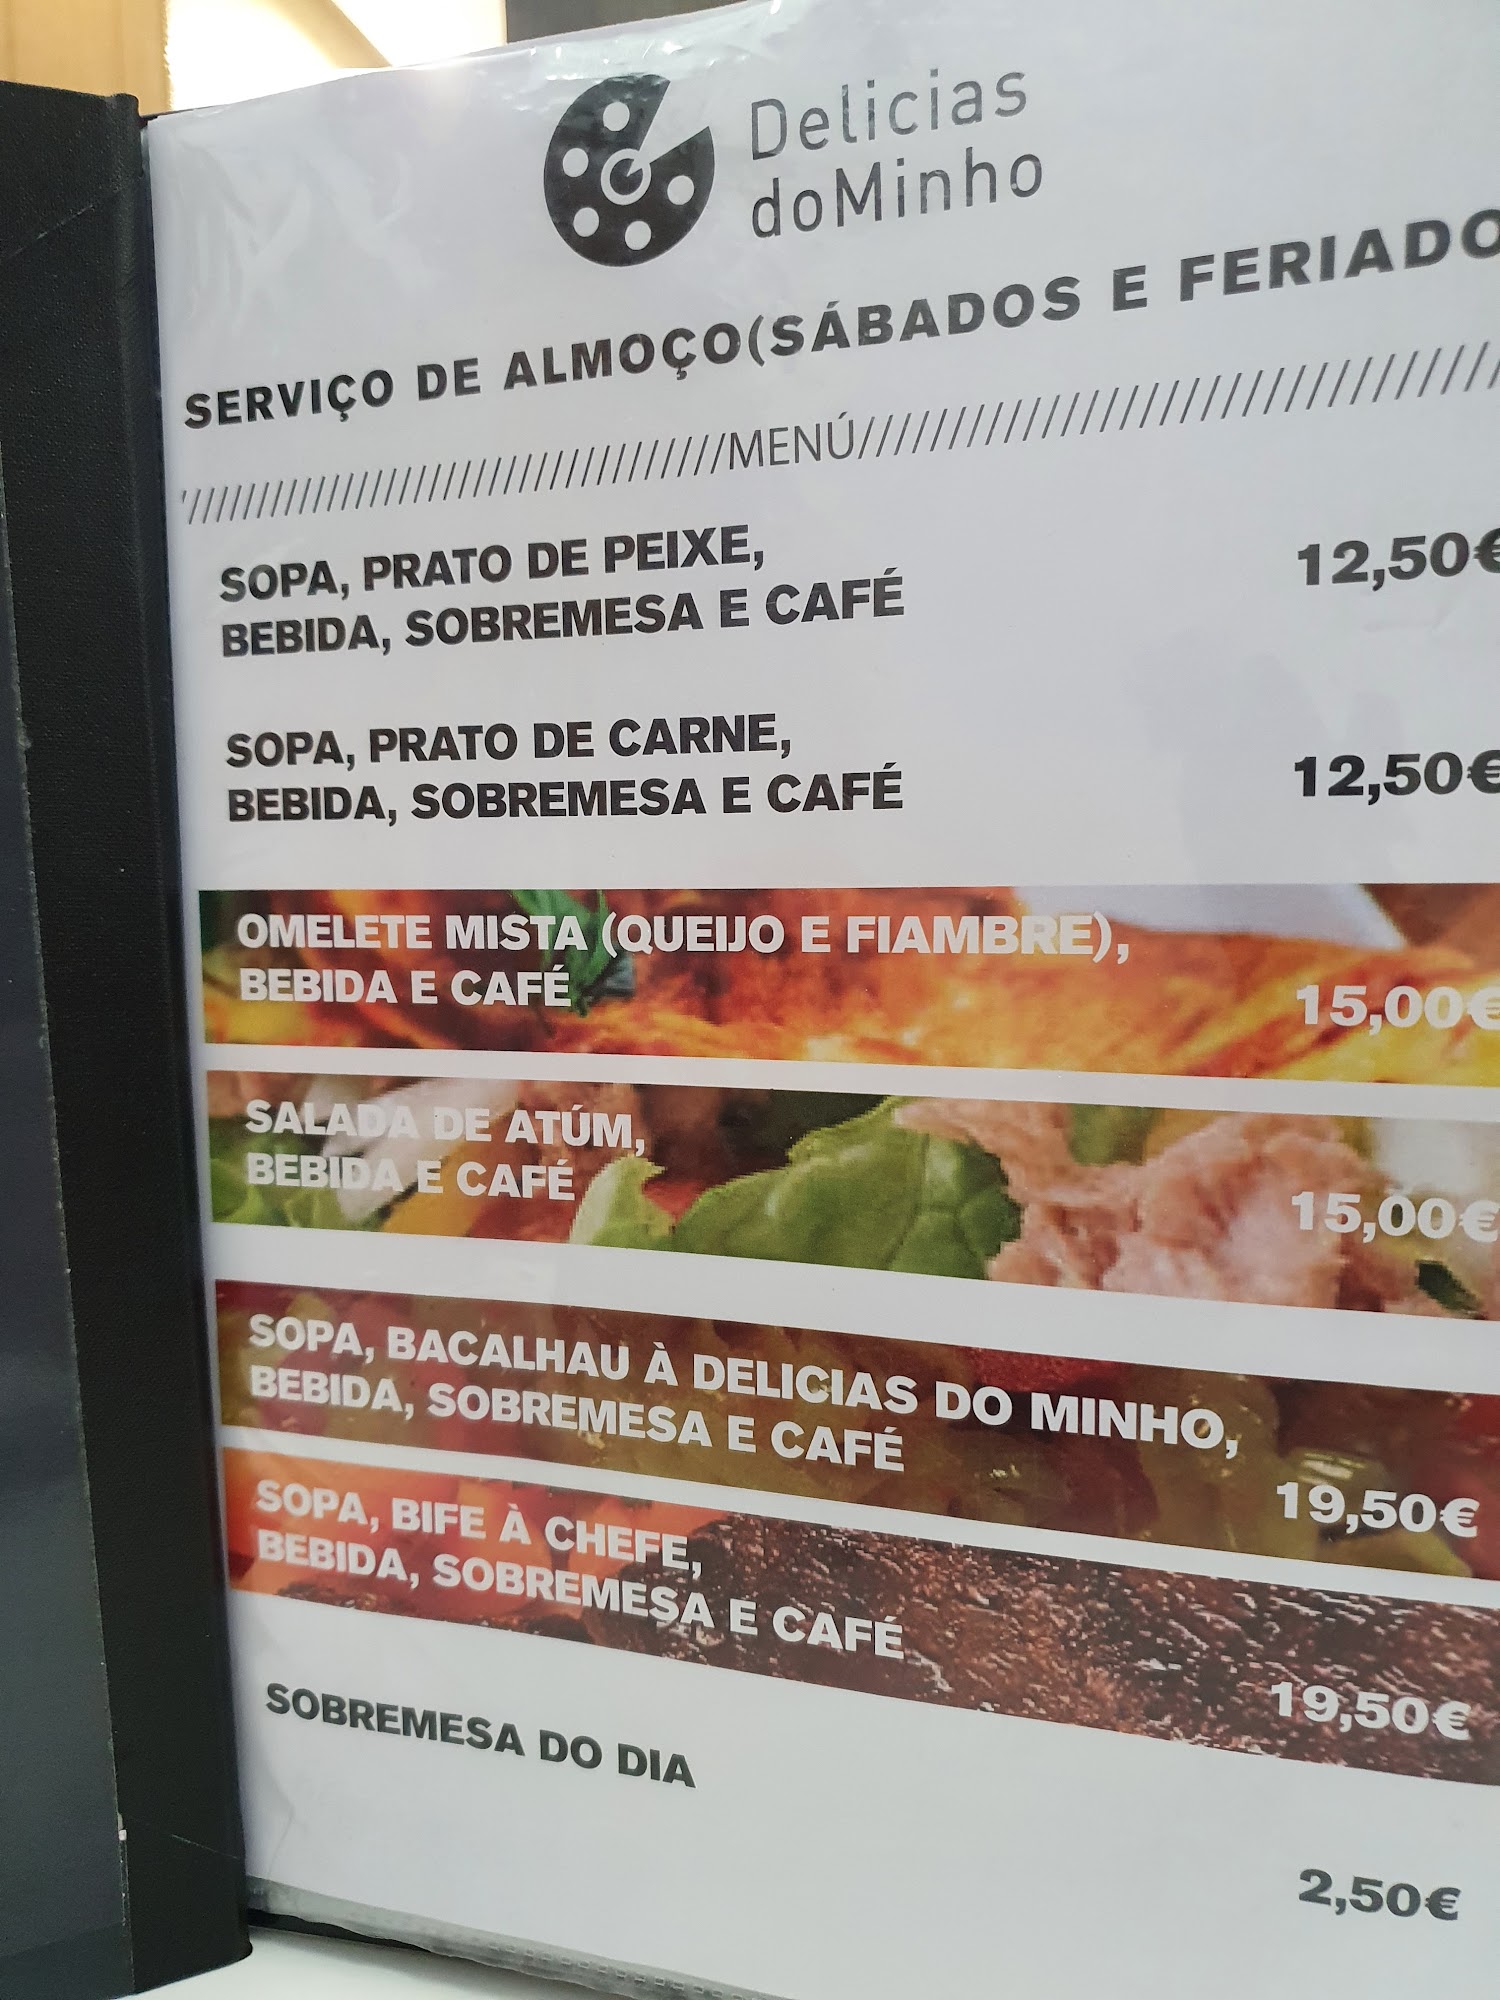 Delicias
doMinho
SERVIÇO DE ALMOÇO(SÁBADOS E FERIADO
/////////////////////////////////MENÚ/////////////////////////////////
SOPA, PRATO DE PEIXE,
BEBIDA, SOBREMESA E CAFÉ
12,50€
SOPA, PRATO DE CARNE,
BEBIDA, SOBREMESA E CAFÉ
12,50€
OMELETE MISTA (QUEIJO E FIAMBRE),
BEBIDA E CAFÉ
15,00€
SALADA DE ATÚM,
BEBIDA E CAFÉ
15,00€
SOPA, BACALHAU À DELICIAS DO MINHO,
BEBIDA, SOBREMESA E CAFÉ
19,50€
SOPA, BIFE À CHEFE,
BEBIDA, SOBREMESA E CAFÉ
19,50€
SOBREMESA DO DIA
2,50€